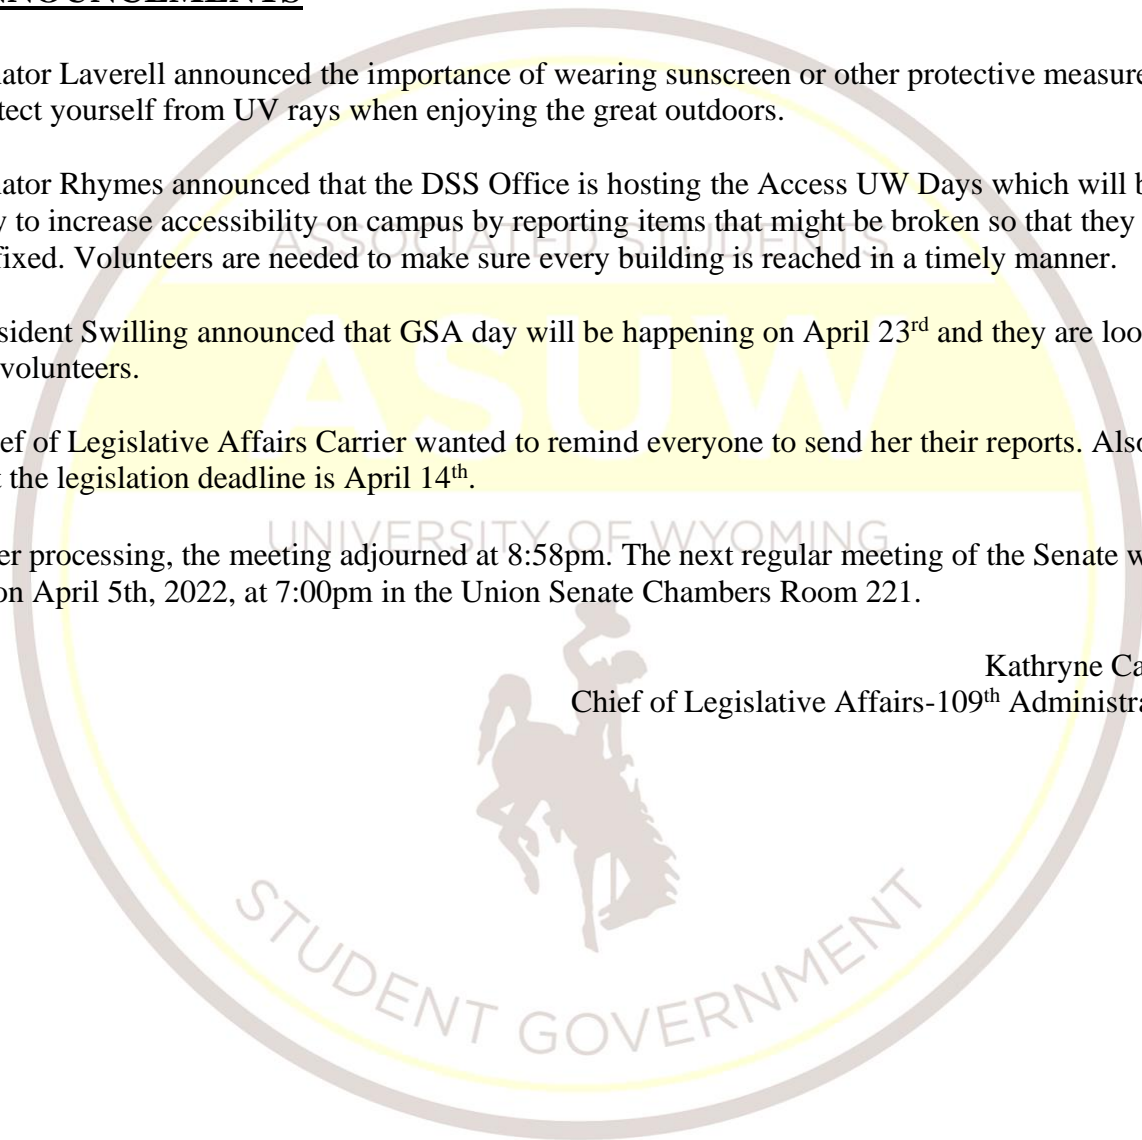 NNOUNCEMENTS
ator Laverell announced the importance of wearing sunscreen or other protective measure
tect yourself from UV rays when enjoying the great outdoors.
ator Rhymes announced that the DSS Office is hosting the Access UW Days which will b
y to increase accessibility on campus by reporting items that might be broken so that they
fixed. Volunteers are needed to make sure every building is reached in a timely manner.
sident Swilling announced that GSA day will be happening on April 23rd and they are loo
volunteers.
ef of Legislative Affairs Carrier wanted to remind everyone to send her their reports. Also
t the legislation deadline is April 14th.
er processing, the meeting adjourned at 8:58pm. The next regular meeting of the Senate w
on April 5th, 2022, at 7:00pm in the Union Senate Chambers Room 221.
Kathryne Ca
Chief of Legislative Affairs-109th Administra
ASSOCIATED STUDENTS
ASUW
UNIVERSITY OF WYOMING
STUDENT GOVERNMENT